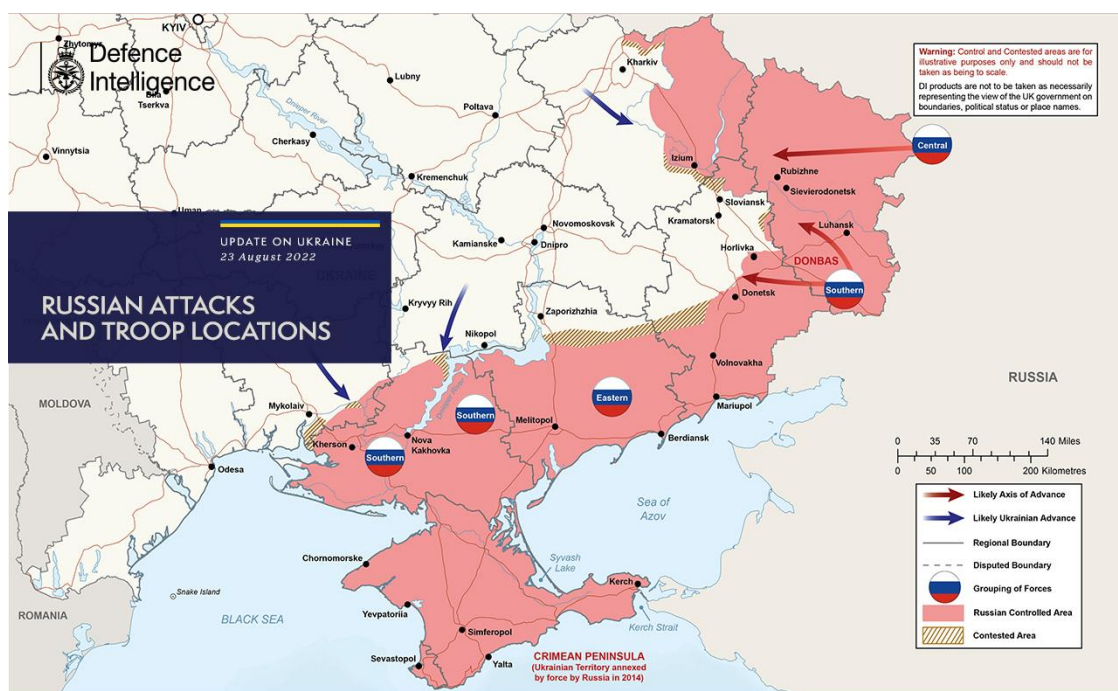 Defence
Intelligence
UPDATE ON UKRAINE
23 August 2022
RUSSIAN ATTACKS
AND TROOP LOCATIONS
Warning: Control and Contested areas are for
illustrative purposes only and should not be
taken as being to scale.
DI products are not to be taken as necessarily
representing the view of the UK government on
boundaries, political status or place names.
KYIV
Zhytomyr
Bila
Tserkva
Lubny
Kharkiv
Poltava
Dnieper River
Cherkasy
Vinnytsia
Kremenchuk
Izium
Central
Rubizhne
Sievierodonetsk
Sloviansk
Kramatorsk
Uman
Novomoskovsk
Kamianske
Dnipro
Luhansk
Horlivka
DONBAS
UKRAINE
Donetsk
Southern
Kryvyy Rih
Zaporizhzhia
Nikopol
Volnovakha
RUSSIA
MOLDOVA
Dnieper River
Eastern
Mykolaiv
Southern
Melitopol
Mariupol
Kherson
Nova
Kakhovka
Berdiansk
Southern
Odesa
0 35 70 140 Miles
0 50 100 200 Kilometres
Sea of
Azov
Likely Axis of Advance
Likely Ukrainian Advance
Regional Boundary
Disputed Boundary
Grouping of Forces
Russian Controlled Area
Contested Area
Chornomorske
Syvash
Lake
Kerch
Snake Island
Yevpatoriia
ROMANIA
BLACK SEA
Kerch Strait
Simferopol
Sevastopol
Yalta
CRIMEAN PENINSULA
(Ukrainian Territory annexed
by force by Russia in 2014)